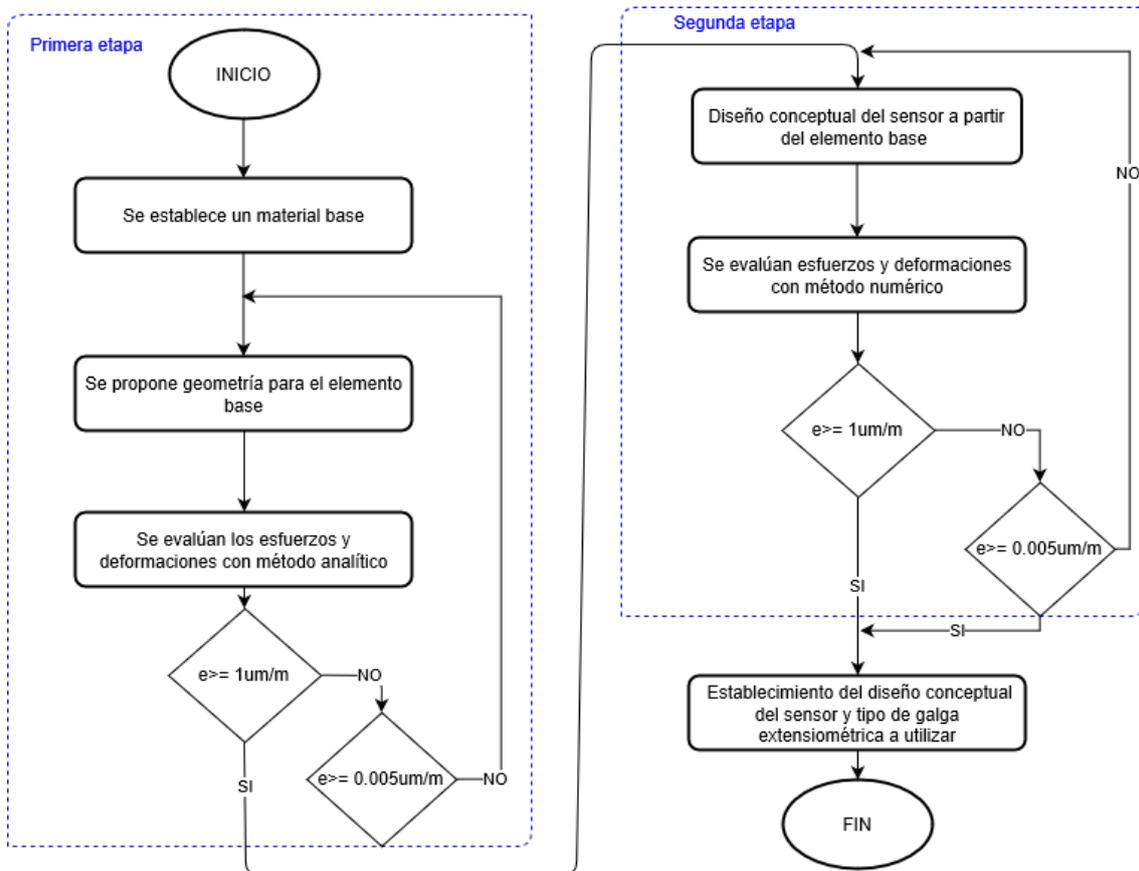 Primera etapa
INICIO
Se establece un material base
Se propone geometría para el elemento
base
Se evalúan los esfuerzos y
deformaciones con método analítico
e>= 1um/m
NO
e>= 0.005um/m
NO
SI
Segunda etapa
Diseño conceptual del sensor a partir
del elemento base
NO
Se evalúan esfuerzos y deformaciones
con método numérico
e>= 1um/m
NO
e>= 0.005um/m
SI
SI
Establecimiento del diseño conceptual
del sensor y tipo de galga
extensiométrica a utilizar
FIN